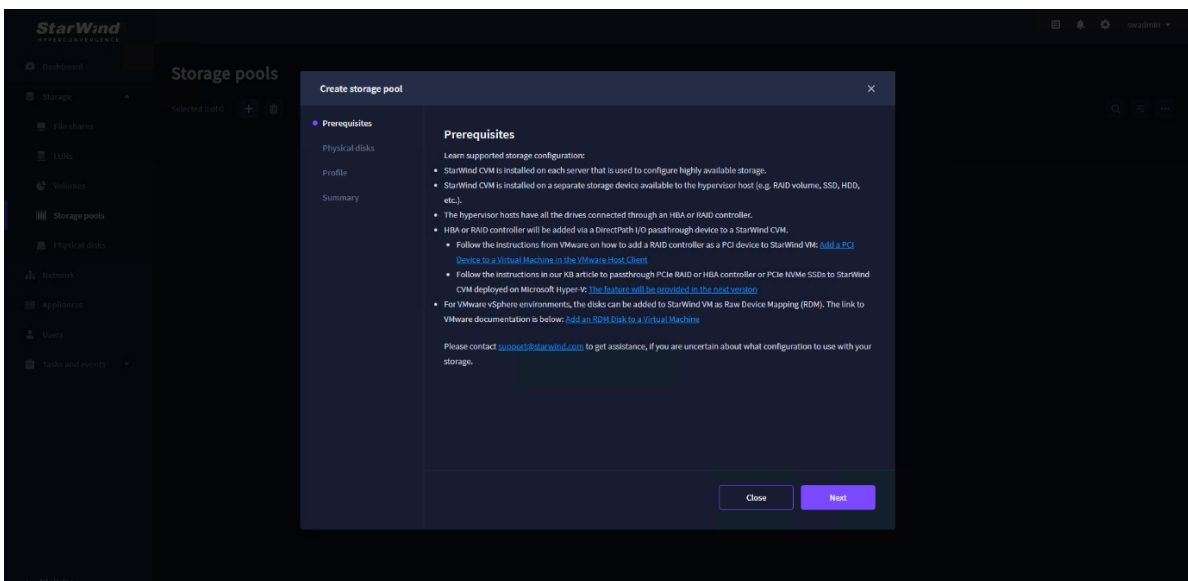 StarWind
HYPERCONVERGENCE
swadmin
Dashboard
Storage
File shares
LUNs
Volumes
Storage pools
Physical disks
Network
Appliances
Users
Tasks and events
Storage pools
Selected 0 of 0
Create storage pool
Prerequisites
Physical disks
Profile
Summary
Prerequisites
Learn supported storage configuration:
• StarWind CVM is installed on each server that is used to configure highly available storage.
• StarWind CVM is installed on a separate storage device available to the hypervisor host (e.g. RAID volume, SSD, HDD,
etc.).
• The hypervisor hosts have all the drives connected through an HBA or RAID controller.
• HBA or RAID controller will be added via a DirectPath I/O passthrough device to a StarWind CVM.
• Follow the instructions from VMware on how to add a RAID controller as a PCI device to StarWind VM: Add a PCI
Device to a Virtual Machine in the VMware Host Client
• Follow the instructions in our KB article to passthrough PCIe RAID or HBA controller or PCIe NVMe SSDs to StarWind
CVM deployed on Microsoft Hyper-V: The feature will be provided in the next version
• For VMware vSphere environments, the disks can be added to StarWind VM as Raw Device Mapping (RDM). The link to
VMware documentation is below: Add an RDM Disk to a Virtual Machine
Please contact support@starwind.com to get assistance, if you are uncertain about what configuration to use with your
storage.
Close
Next